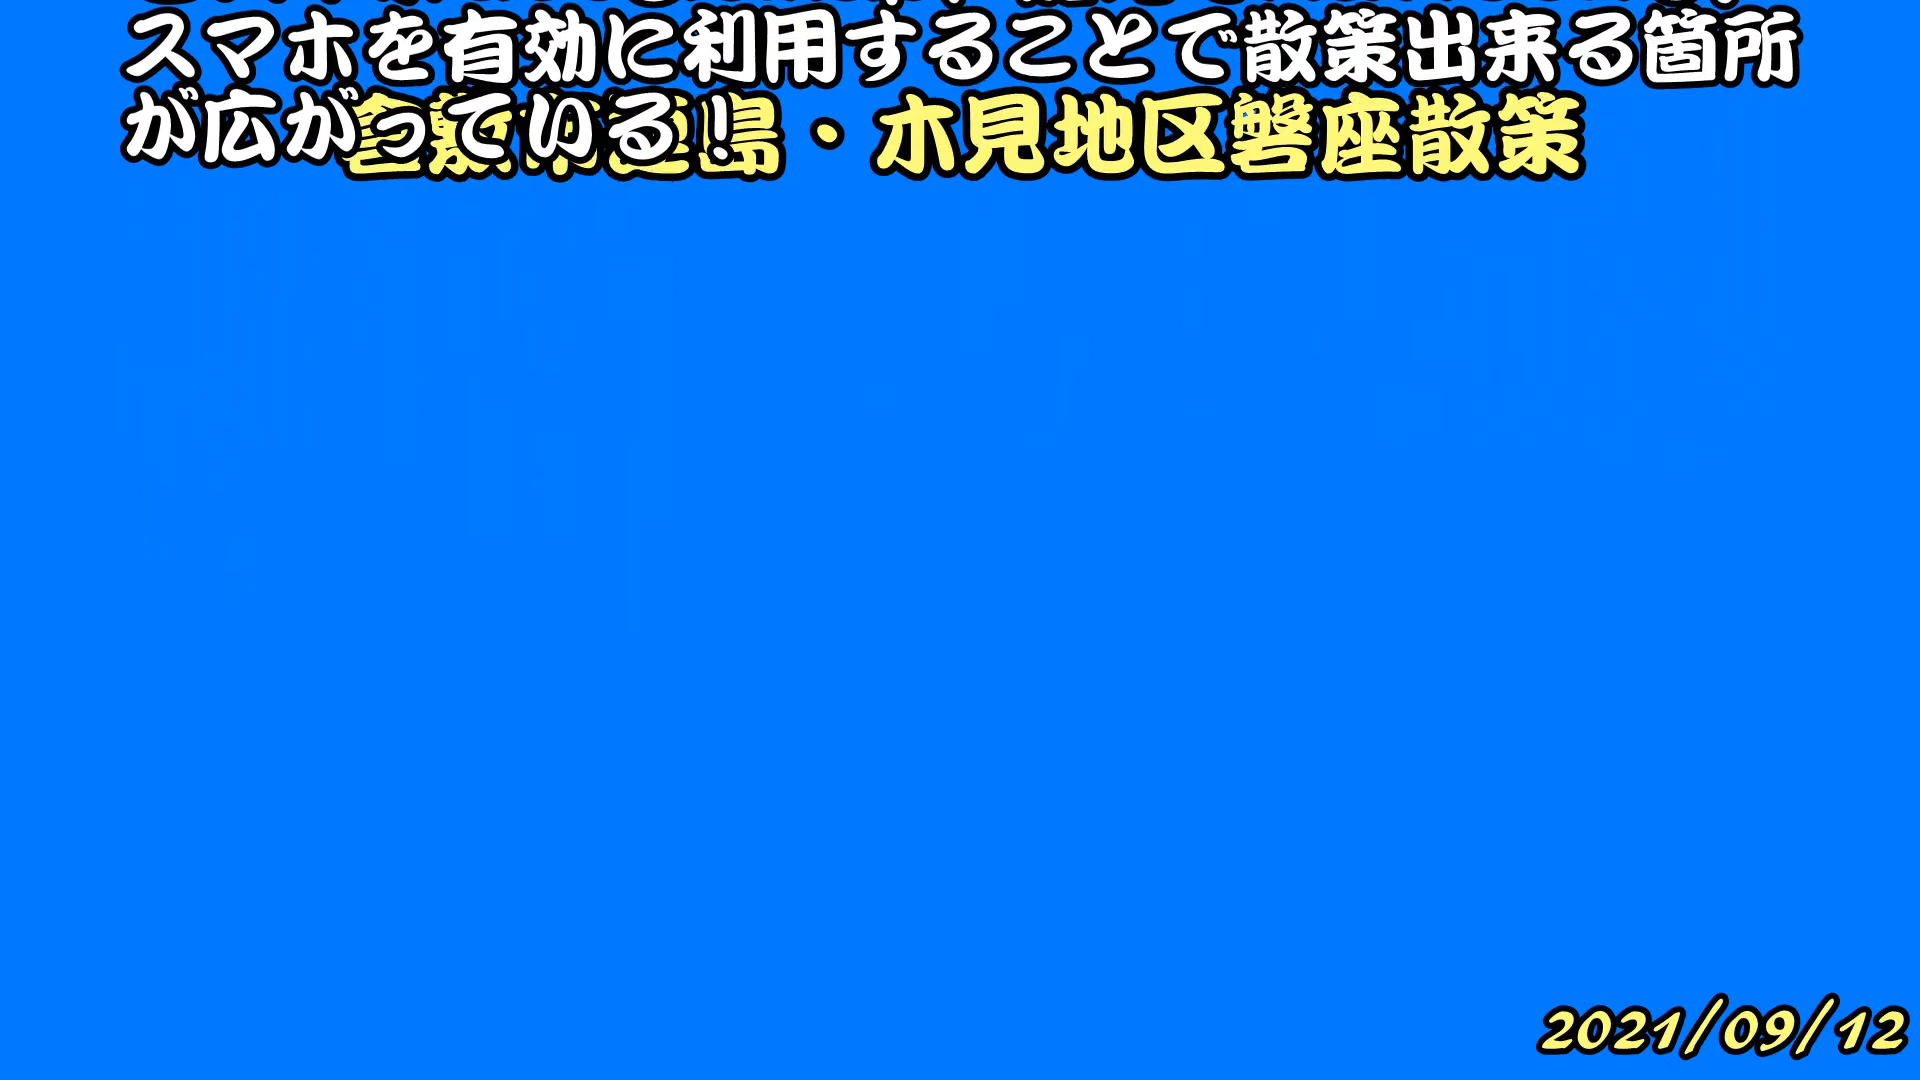 スマホを有効に利用することで散策出来る箇所
が広がっている！
島・木見地区磐座散策
2021/09/12